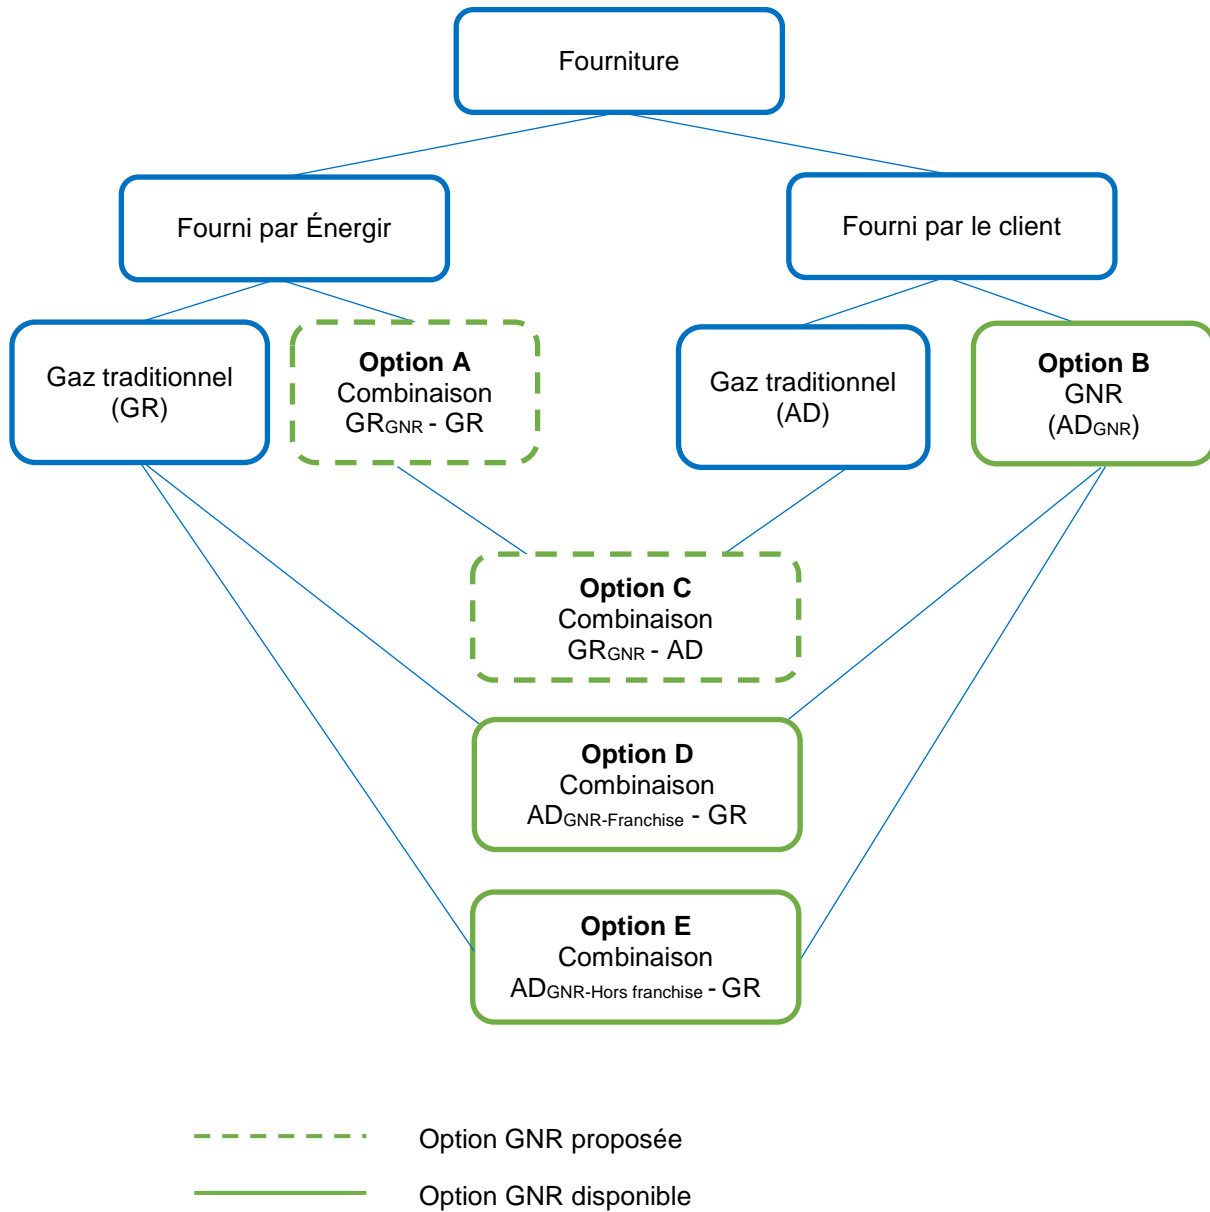 Fourniture
Fourni par Énergir
Fourni par le client
Gaz traditionnel
(GR)
Option A
Combinaison
GRGNR - GR
Gaz traditionnel
(AD)
Option B
GNR
(ADGNR)
Option C
Combinaison
GRGNR - AD
Option D
Combinaison
ADGNR-Franchise - GR
Option E
Combinaison
ADGNR-Hors franchise - GR
Option GNR proposée
Option GNR disponible